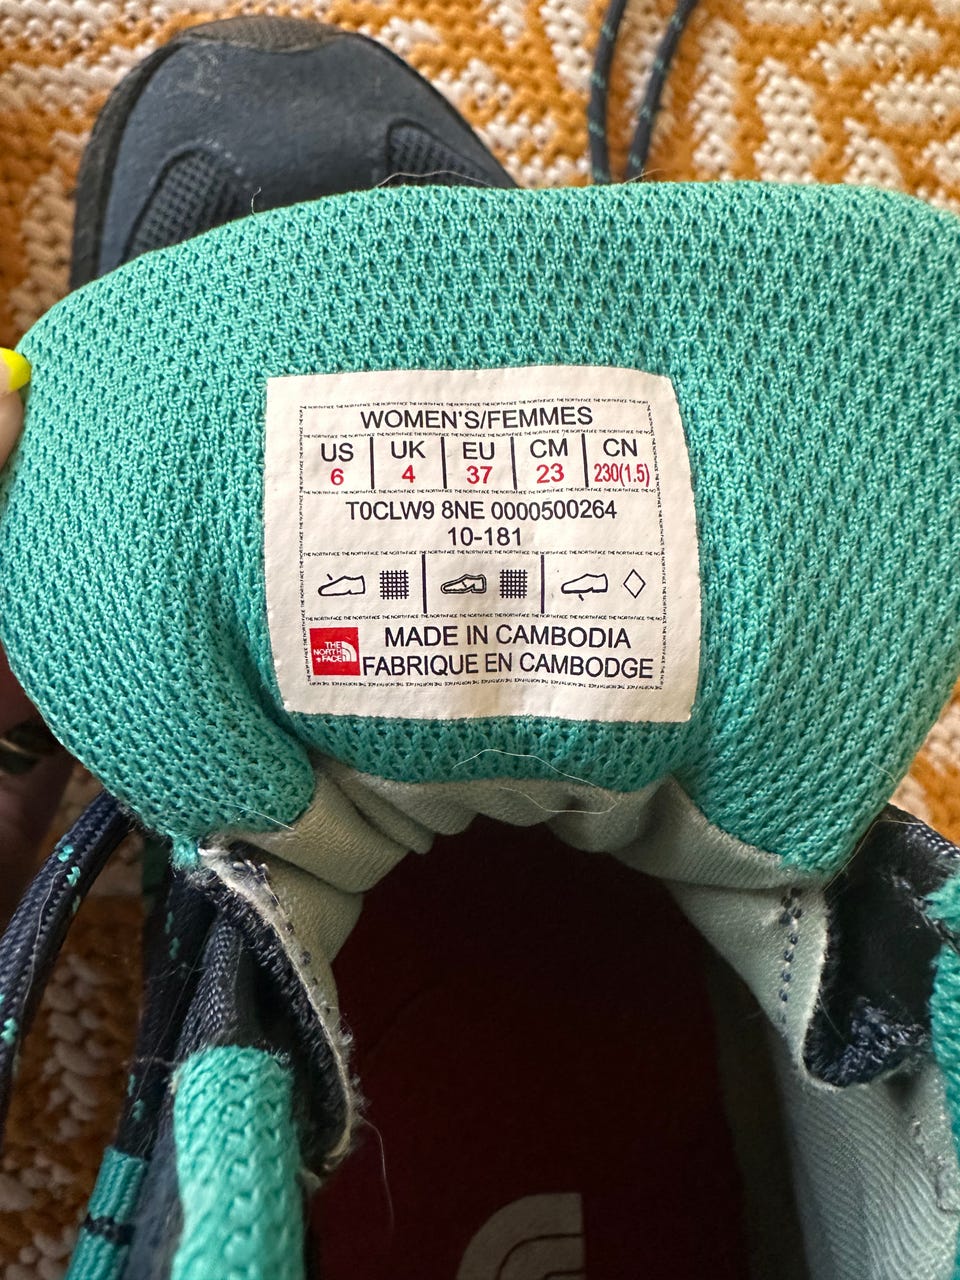 WOMEN'S/FEMMES
US UK EU CM CN
6 4 37 23 230(1.5)
T0CLW9 8NE 0000500264
10-181
THE NORTH FACE
MADE IN CAMBODIA
FABRIQUE EN CAMBODGE